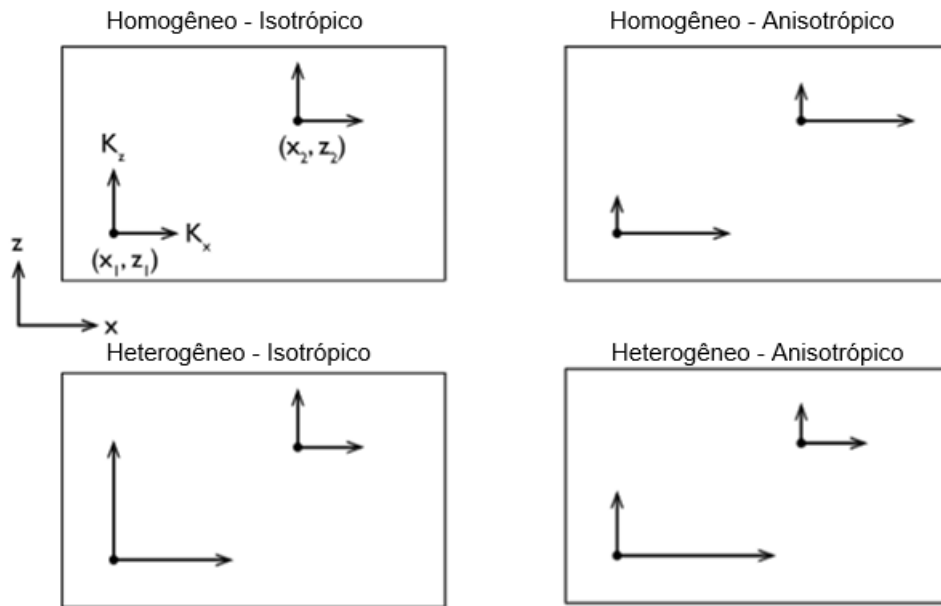 Homogêneo - Isotrópico
Homogêneo - Anisotrópico
K_z
(x_2, z_2)
K_x
(x_1, z_1)
z
x
Heterogêneo - Isotrópico
Heterogêneo - Anisotrópico